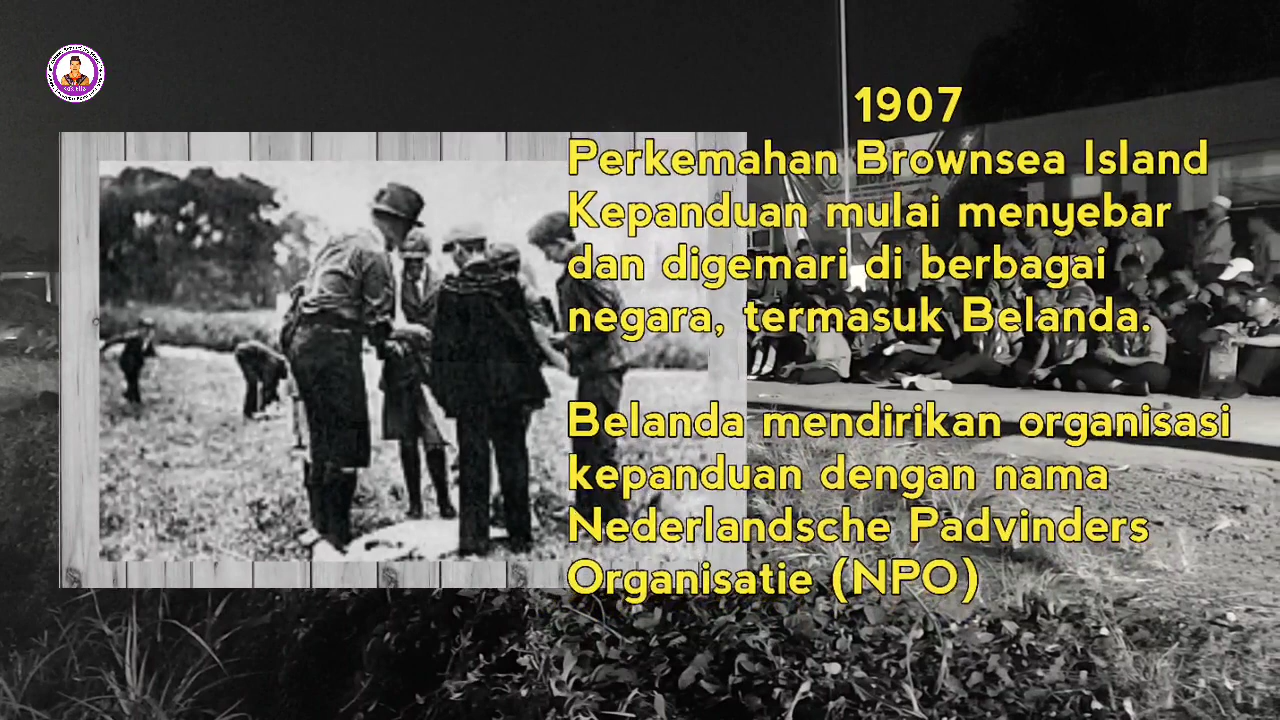 1907
Perkemahan Brownsea Island
Kepanduan mulai menyebar
dan digemari di berbagai
negara, termasuk Belanda.
Belanda mendirikan organisasi
kepanduan dengan nama
Nederlandsche Padvinders
Organisatie (NPO)